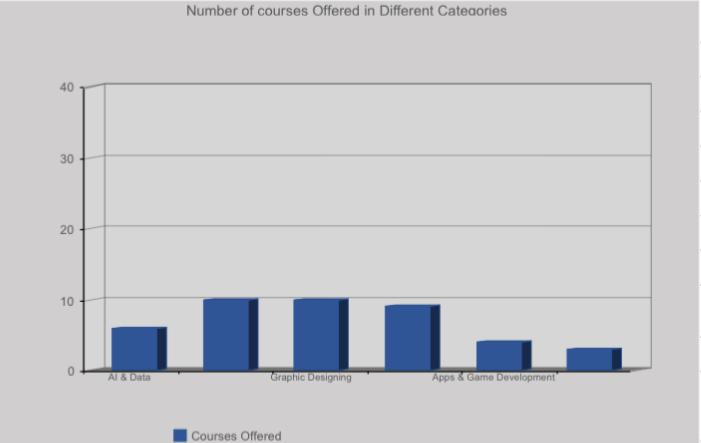 Number of courses Offered in Different Categories
40
30
20
10
0
AI & Data
Graphic Designing
Apps & Game Development
Courses Offered